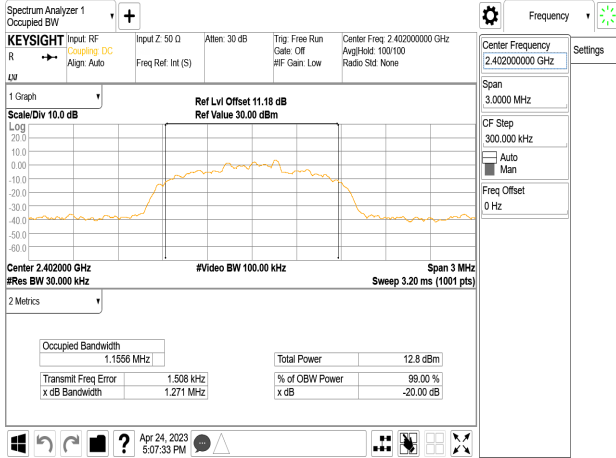 Spectrum Analyzer 1
Occupied BW
Frequency
KEYSIGHT
R
Input: RF
Coupling: DC
Align: Auto
Input Z: 50 Ω
Freq Ref: Int (S)
Atten: 30 dB
Trig: Free Run
Gate: Off
#IF Gain: Low
Center Freq: 2.402000000 GHz
Avg|Hold: 100/100
Radio Std: None
Center Frequency
2.402000000 GHz
Settings
Span
3.0000 MHz
CF Step
300.000 kHz
Auto
Man
Freq Offset
0 Hz
1 Graph
Scale/Div 10.0 dB
Ref Lvl Offset 11.18 dB
Ref Value 30.00 dBm
Log
20.0
10.0
0.00
-10.0
-20.0
-30.0
-40.0
-50.0
-60.0
Center 2.402000 GHz
#Res BW 30.000 kHz
#Video BW 100.00 kHz
Span 3 MHz
Sweep 3.20 ms (1001 pts)
2 Metrics
Occupied Bandwidth
1.1556 MHz
Total Power 12.8 dBm
Transmit Freq Error 1.508 kHz
% of OBW Power 99.00 %
x dB Bandwidth 1.271 MHz
x dB -20.00 dB
?
Apr 24, 2023
5:07:33 PM